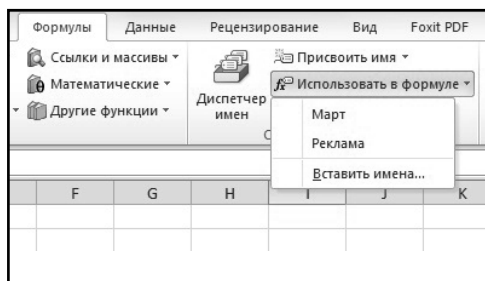 Формулы Данные Рецензирование Вид Foxit PDF
Ссылки и массивы
Математические
Другие функции
Диспетчер
имен
Присвоить имя
Использовать в формуле
Март
Реклама
Вставить имена...
F G H I J K